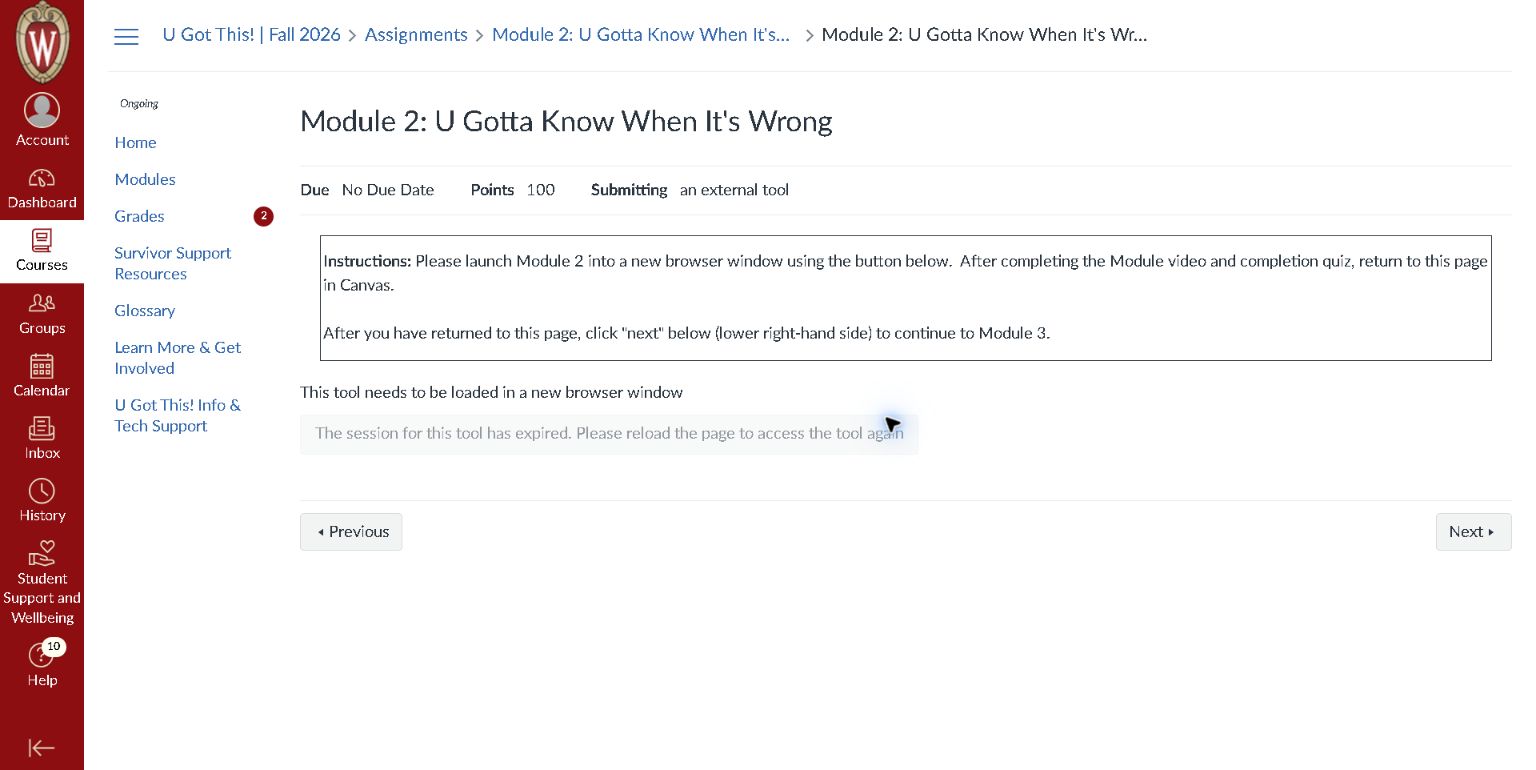 W
Account
Dashboard
Courses
Groups
Calendar
Inbox
History
Student
Support and
Wellbeing
10
Help
U Got This! | Fall 2026 > Assignments > Module 2: U Gotta Know When It's... > Module 2: U Gotta Know When It's Wr...
Ongoing
Home
Modules
Grades 2
Survivor Support
Resources
Glossary
Learn More & Get
Involved
U Got This! Info &
Tech Support
Module 2: U Gotta Know When It's Wrong
Due No Due Date Points 100 Submitting an external tool
Instructions: Please launch Module 2 into a new browser window using the button below. After completing the Module video and completion quiz, return to this page
in Canvas.
After you have returned to this page, click "next" below (lower right-hand side) to continue to Module 3.
This tool needs to be loaded in a new browser window
The session for this tool has expired. Please reload the page to access the tool again
Previous
Next